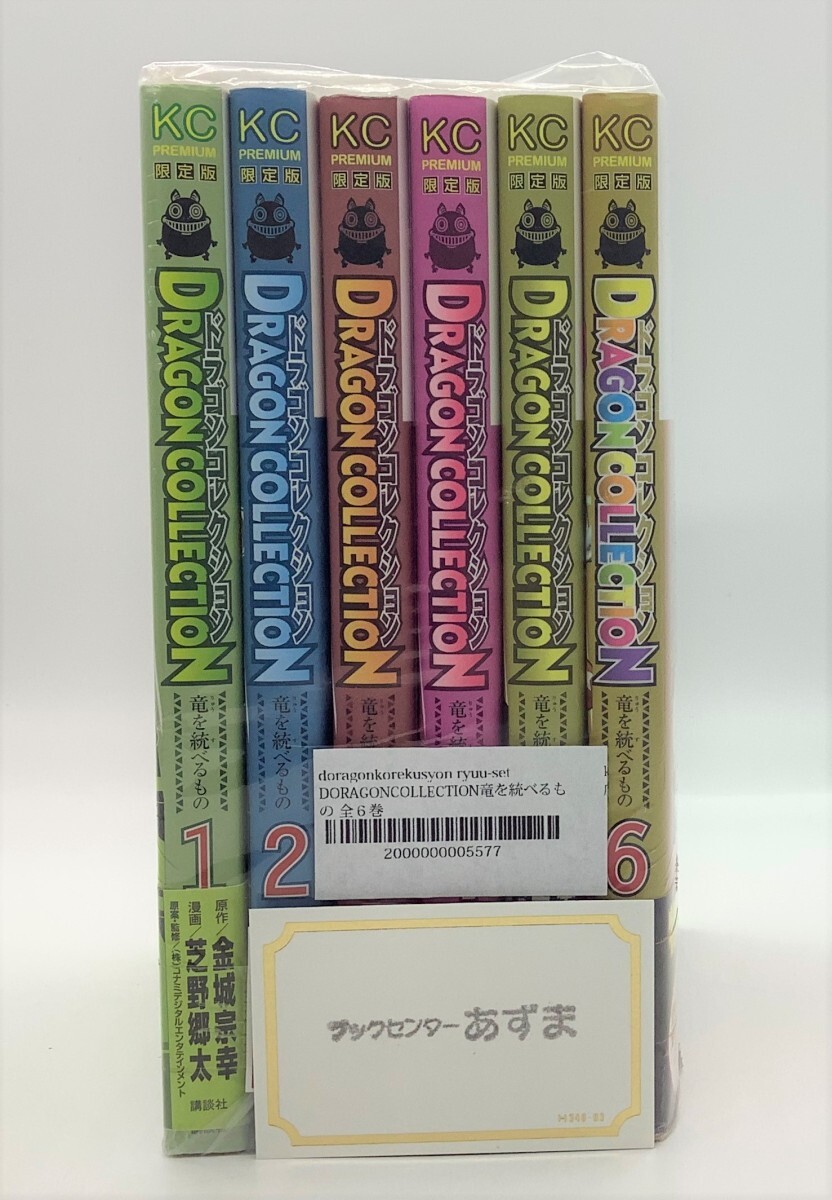 KC
PREMIUM
限定版
DRAGON COLLECTION
ドラゴンコレクション
竜を統べるもの
1
原作/金城宗幸
漫画/芝野郷太
原案・監修/(株)コナミデジタルエンタテインメント
講談社
KC
PREMIUM
限定版
DRAGON COLLECTION
ドラゴンコレクション
竜を統べるもの
2
KC
PREMIUM
限定版
DRAGON COLLECTION
ドラゴンコレクション
竜を統
KC
PREMIUM
限定版
DRAGON COLLECTION
ドラゴンコレクション
竜を
KC
PREMIUM
限定版
DRAGON COLLECTION
ドラゴンコレクション
竜を
KC
PREMIUM
限定版
DRAGON COLLECTION
ドラゴンコレクション
竜を統べるもの
6
doragonkorekusyon ryuu-set
DORAGONCOLLECTION竜を統べるも
の 全6巻
2000000005577
ブックセンター あずま